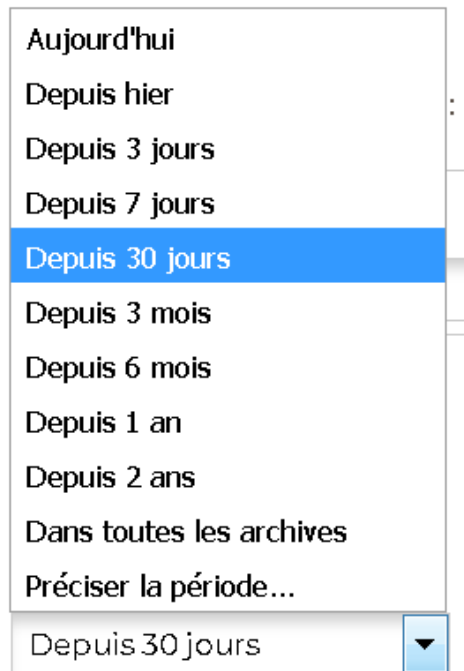 Aujourd'hui
Depuis hier
:
Depuis 3 jours
Depuis 7 jours
Depuis 30 jours
Depuis 3 mois
Depuis 6 mois
Depuis 1 an
Depuis 2 ans
Dans toutes les archives
Préciser la période...
Depuis 30 jours